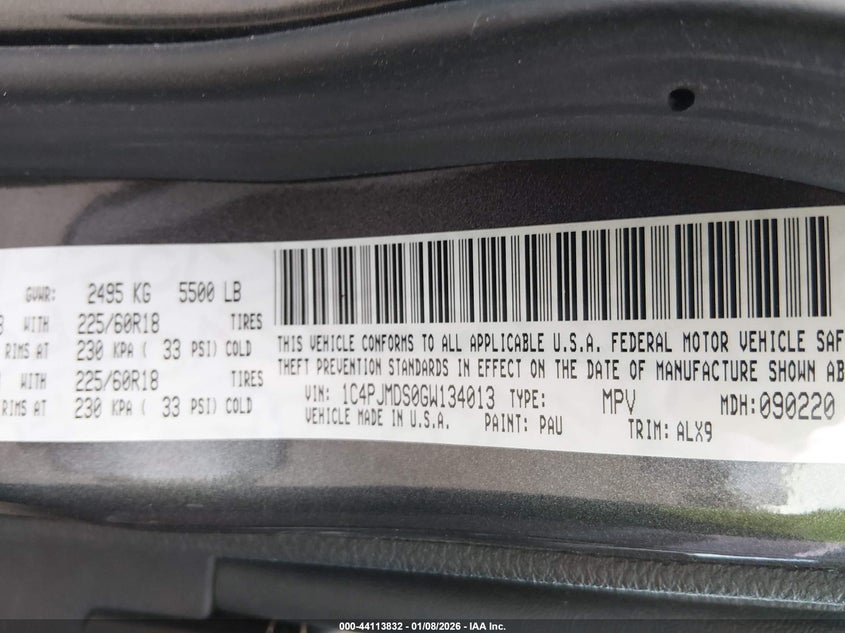 GVWR: 2495 KG 5500 LB
WITH 225/60R18 TIRES
RIMS AT 230 KPA ( 33 PSI) COLD
WITH 225/60R18 TIRES
RIMS AT 230 KPA ( 33 PSI) COLD
THIS VEHICLE CONFORMS TO ALL APPLICABLE U.S.A. FEDERAL MOTOR VEHICLE SAF
THEFT PREVENTION STANDARDS IN EFFECT ON THE DATE OF MANUFACTURE SHOWN AB
VIN: 1C4PJMDS0GW134013 TYPE: MPV MDH: 090220
VEHICLE MADE IN U.S.A. PAINT: PAU TRIM: ALX9
000-44113832 - 01/08/2026 - IAA Inc.